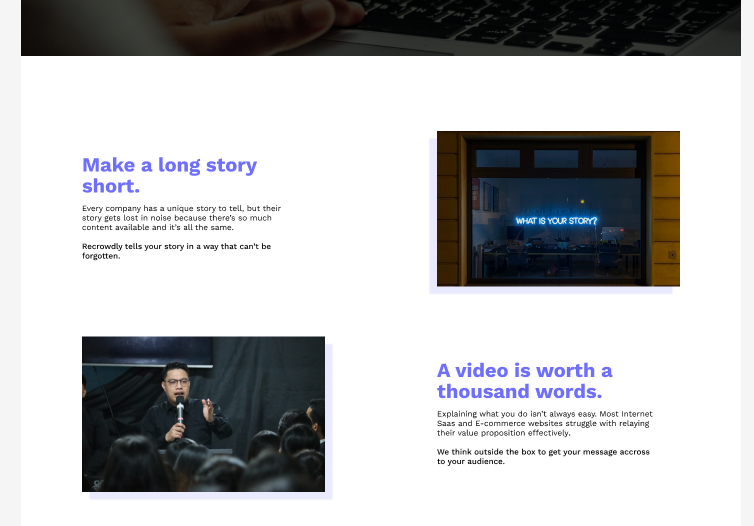 Make a long story
short.
Every company has a unique story to tell, but their
story gets lost in noise because there's so much
content available and it's all the same.
Recrowdly tells your story in a way that can't be
forgotten.
WHAT IS YOUR STORY?
A video is worth a
thousand words.
Explaining what you do isn't always easy. Most Internet
Saas and E-commerce websites struggle with relaying
their value proposition effectively.
We think outside the box to get your message accross
to your audience.